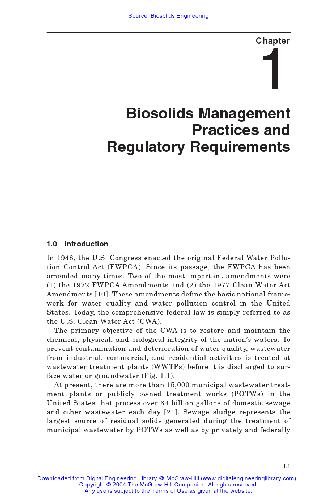 Source: Biosolids Engineering
Chapter
1
Biosolids Management
Practices and
Regulatory Requirements
1.0 Introduction
In 1948, the U.S. Congress enacted the original Federal Water Pollu-
tion Control Act (FWPCA). Since its passage, the FWPCA has been
amended many times. Two of the most important amendments were
(1) the 1972 FWPCA Amendments and (2) the 1977 Clean Water Act
Amendments These amendments define the basic national frame-
work for water quality and water pollution control in the United
States. Today, the comprehensive federal law is simply referred to as
the U.S. Clean Water Act (CWA).
The primary objective of the CWA is to restore and maintain the
chemical, physical, and biological integrity of the nation's waters. To
prevent contamination and deterioration of water quality, wastewater
from industrial, commercial, and residential activities is treated at
wastewater treatment plants (WWTPs) before it is discharged to sur-
face water or groundwater (Fig. 1.1).
At present, there are more than 16,000 municipal wastewater treat-
ment plants or publicly owned treatment works (POTWs) in the
United States that process over billion gallons of domestic sewage
and other wastewater each day Sewage sludge represents the
largest source of residual solids generated during the treatment of
municipal wastewater by POTWs as well as by privately and federally
1.1
Downloaded from Digital Engineering Library @ McGraw-Hill (www.digitalengineeringlibrary.com)
Copyright © 2004 The McGraw-Hill Companies. All rights reserved.
Any use is subject to the Terms of Use as given at the website.